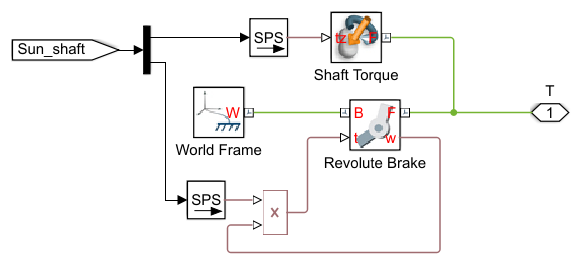 Sun_shaft
SPS
tz
F
Shaft Torque
T
1
W
World Frame
B
F
t
w
Revolute Brake
SPS
x